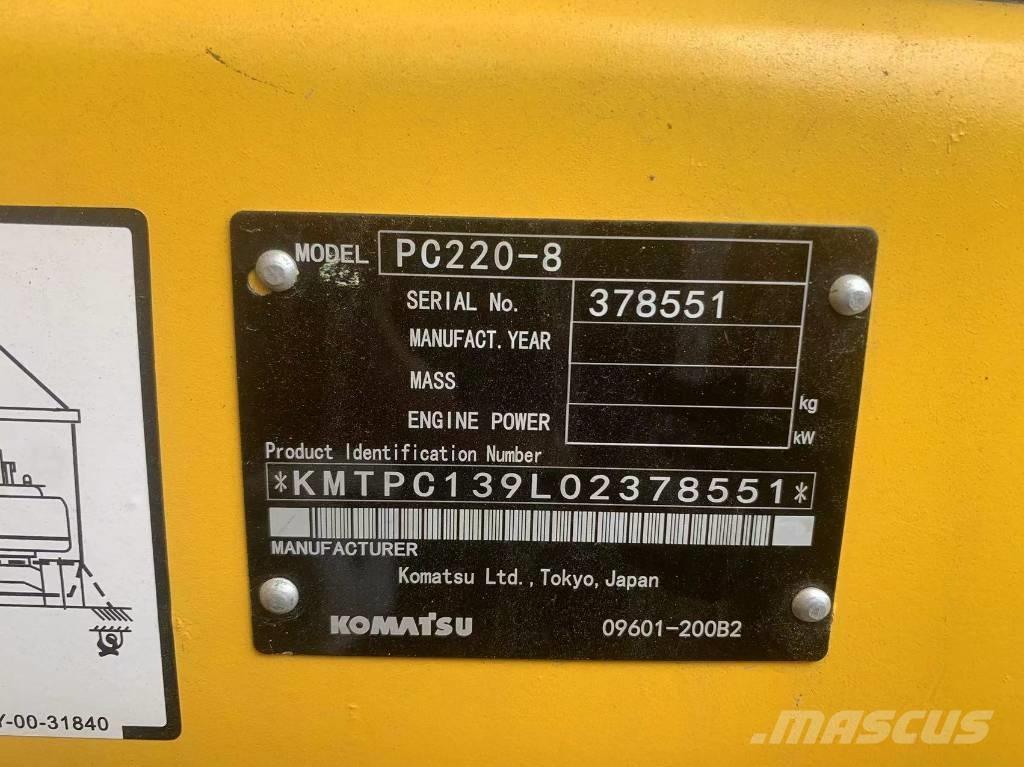 MODEL PC220-8
SERIAL No. 378551
MANUFACT. YEAR
MASS kg
ENGINE POWER kW
Product Identification Number
*KMTPC139L02378551*
MANUFACTURER
Komatsu Ltd., Tokyo, Japan
KOMATSU 09601-200B2
Y-00-31840
MASCUS